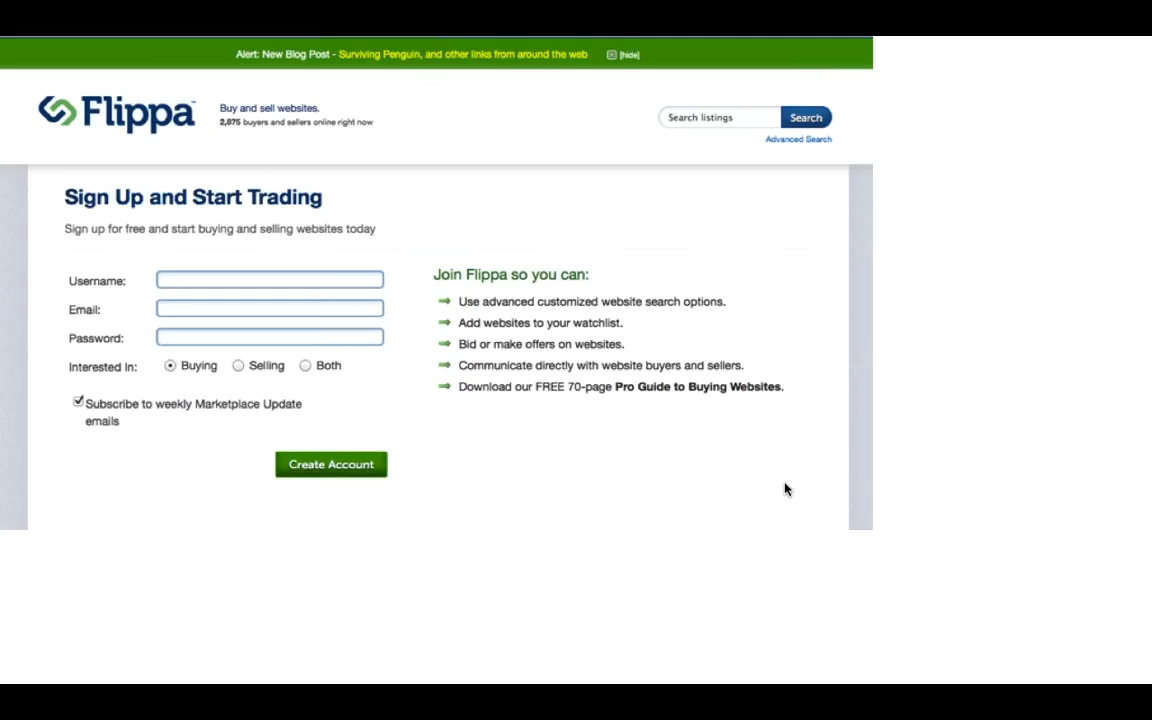 Alert: New Blog Post - Surviving Penguin, and other links from around the web [hide]
Flippa™
Buy and sell websites.
2,875 buyers and sellers online right now
Search listings Search
Advanced Search
Sign Up and Start Trading
Sign up for free and start buying and selling websites today
Username:
Email:
Password:
Interested In: Buying Selling Both
Subscribe to weekly Marketplace Update
emails
Create Account
Join Flippa so you can:
Use advanced customized website search options.
Add websites to your watchlist.
Bid or make offers on websites.
Communicate directly with website buyers and sellers.
Download our FREE 70-page Pro Guide to Buying Websites.